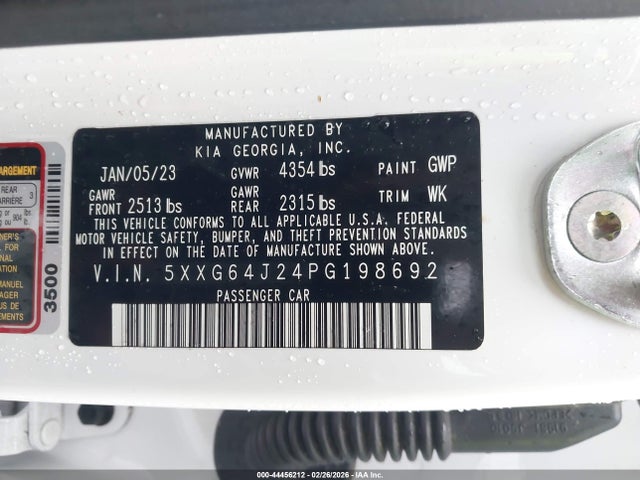 MANUFACTURED BY
KIA GEORGIA, INC.
JAN/05/23 GVWR 4354 lbs PAINT GWP
GAWR FRONT 2513 lbs GAWR REAR 2315 lbs TRIM WK
THIS VEHICLE CONFORMS TO ALL APPLICABLE U.S.A. FEDERAL
MOTOR VEHICLE SAFETY, BUMPER, AND THEFT PREVENTION STANDARDS
IN EFFECT ON THE DATE OF MANUFACTURE SHOWN ABOVE.
V.I.N. 5XXG64J24PG198692
PASSENGER CAR
REAR
3
MANUEL
3500
000-44456212 - 02/26/2026 - IAA Inc.